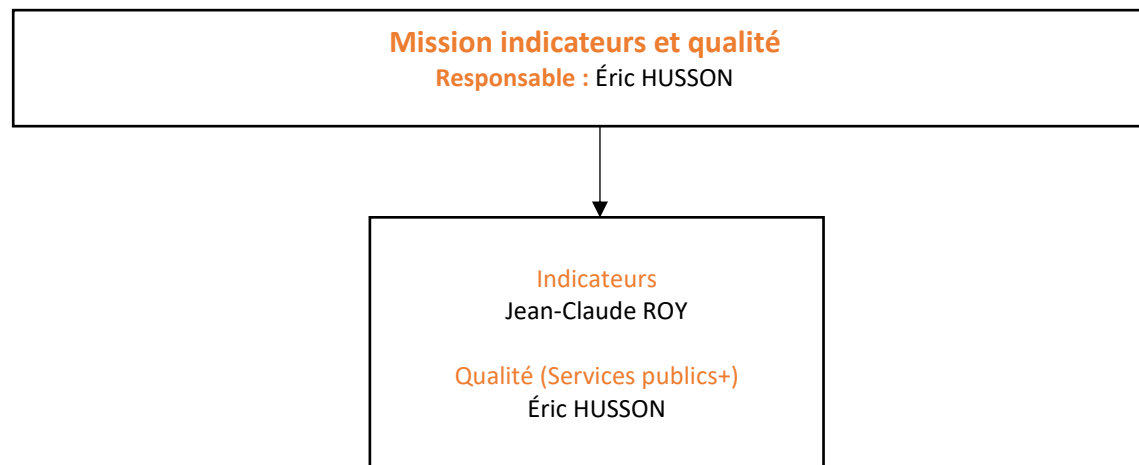 Mission indicateurs et qualité
Responsable : Éric HUSSON
Indicateurs
Jean-Claude ROY
Qualité (Services publics+)
Éric HUSSON